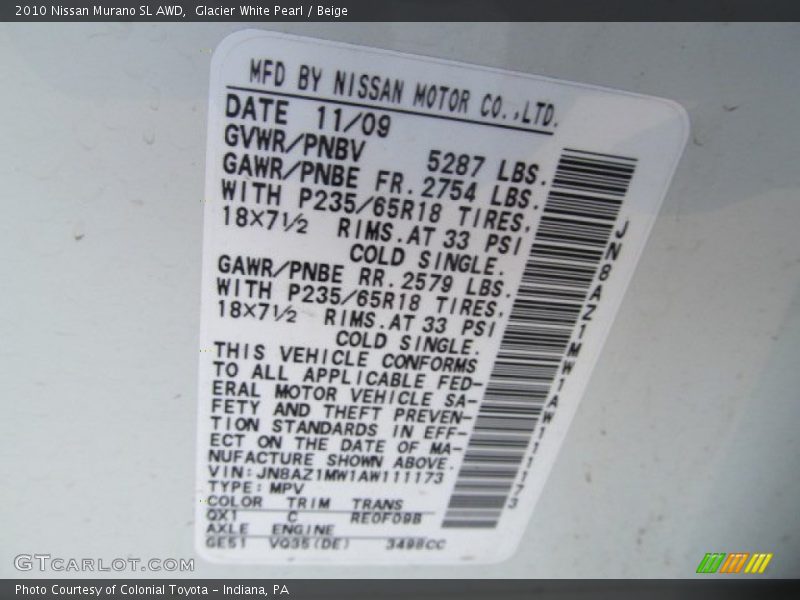 2010 Nissan Murano SL AWD,  Glacier White Pearl / Beige
MFD BY NISSAN MOTOR CO.,LTD.
DATE 11/09
GVWR/PNBV 5287 LBS.
GAWR/PNBE FR. 2754 LBS.
WITH P235/65R18 TIRES.
18X7½ RIMS.AT 33 PSI
COLD SINGLE.
GAWR/PNBE RR. 2579 LBS.
WITH P235/65R18 TIRES.
18X7½ RIMS.AT 33 PSI
COLD SINGLE.
THIS VEHICLE CONFORMS
TO ALL APPLICABLE FED-
ERAL MOTOR VEHICLE SA-
FETY AND THEFT PREVEN-
TION STANDARDS IN EFF-
ECT ON THE DATE OF MA-
NUFACTURE SHOWN ABOVE.
VIN:JN8AZ1MW1AW111173
TYPE:MPV
COLOR TRIM TRANS
QX1 C RE0F09B
AXLE ENGINE
GE51 VQ35(DE) 3498CC
JN8AZ1MW1AW111173
GTCARPLOT.COM
Photo Courtesy of Colonial Toyota – Indiana, PA